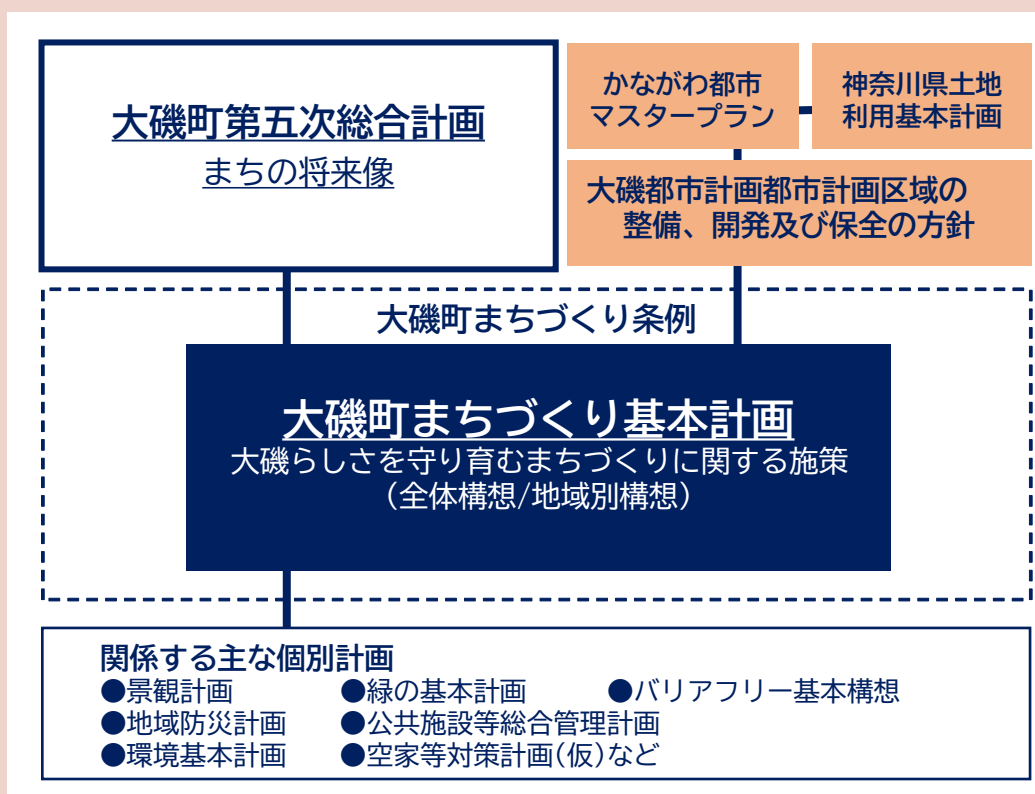 大磯町第五次総合計画
まちの将来像
かながわ都市
マスタープラン
神奈川県土地
利用基本計画
大磯都市計画都市計画区域の
整備、開発及び保全の方針
大磯町まちづくり条例
大磯町まちづくり基本計画
大磯らしさを守り育むまちづくりに関する施策
(全体構想/地域別構想)
関係する主な個別計画
●景観計画 ●緑の基本計画 ●バリアフリー基本構想
●地域防災計画 ●公共施設等総合管理計画
●環境基本計画 ●空家等対策計画(仮)など